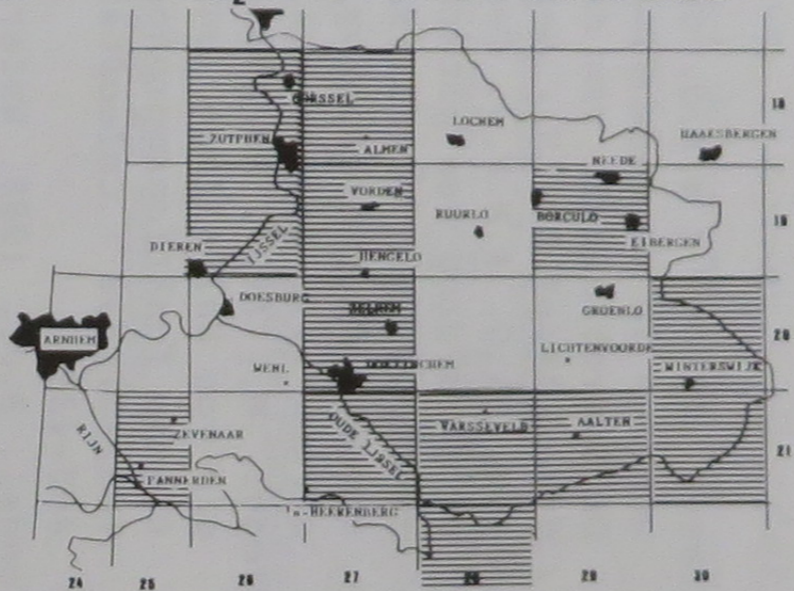 GORSSEL
LOCHEM
18
ZUTPHEN
ALMEN
HAAKSBERGEN
NEEDE
VORDEN
RUURLO
BORCULO
19
EIBERGEN
DIEREN
IJSSEL
HENGELO
DOESBURG
ZELHEM
GROENLO
20
ARNHEM
LICHTENVOORDE
WEHL
DOETINCHEM
WINTERSWIJK
ZEVENAAR
OUDE IJSSEL
VARSSEVELD
AALTEN
RIJN
21
PANNERDEN
's-HEERENBERG
24 25 26 27 28 29 30